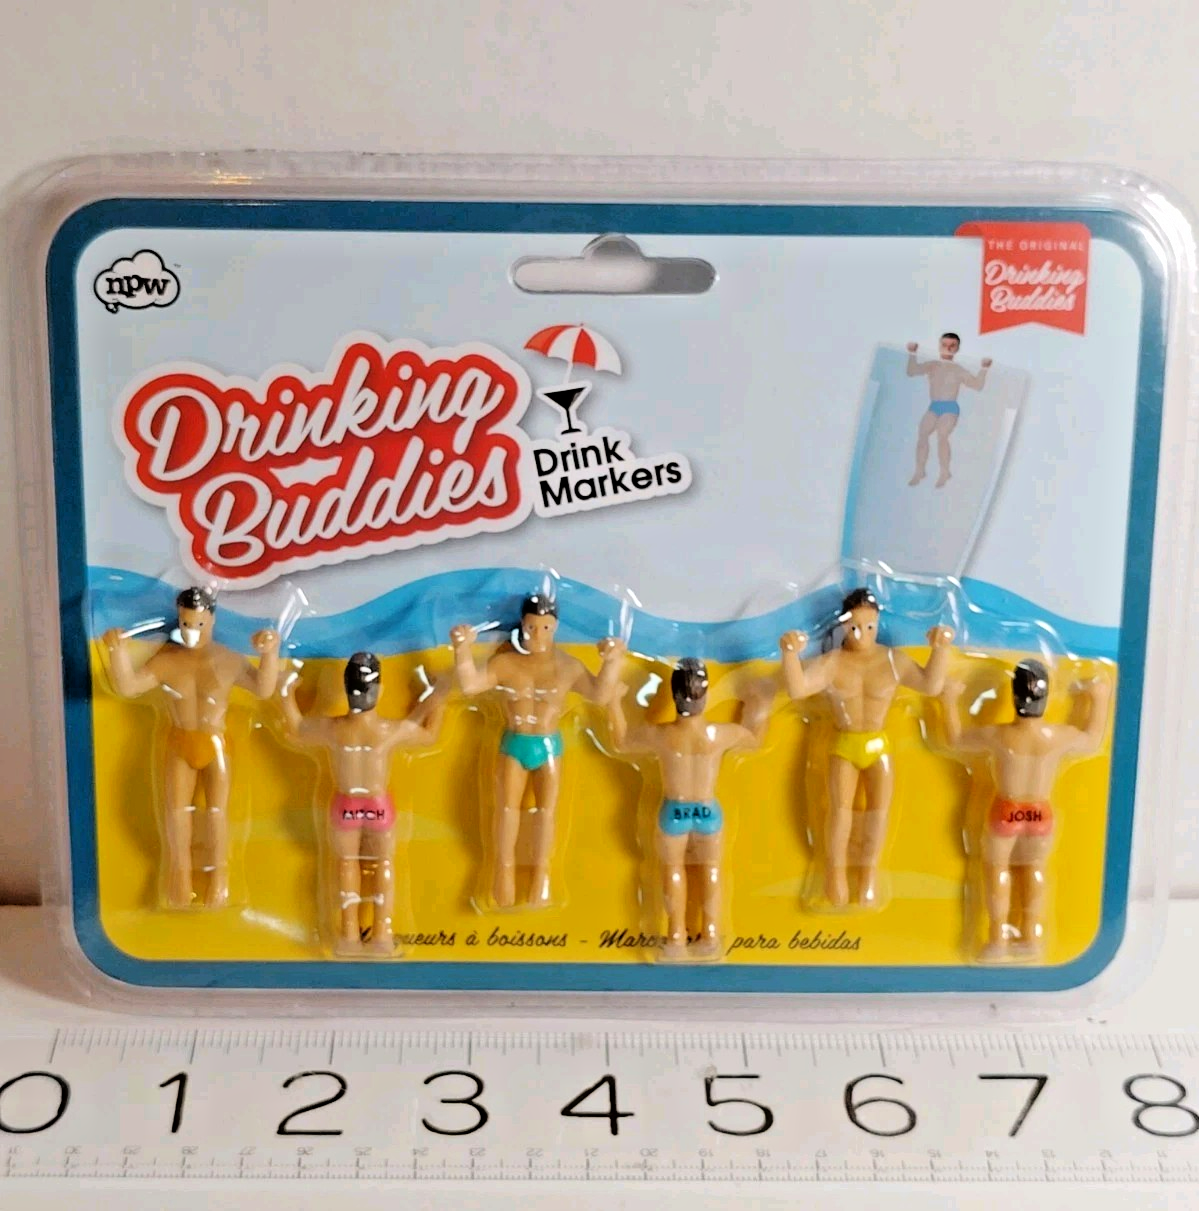 npw
THE ORIGINAL
Drinking
Buddies
Drinking
Buddies
Drink
Markers
BRAD
JOSH
à boissons - para bebidas
0 1 2 3 4 5 6 7 8